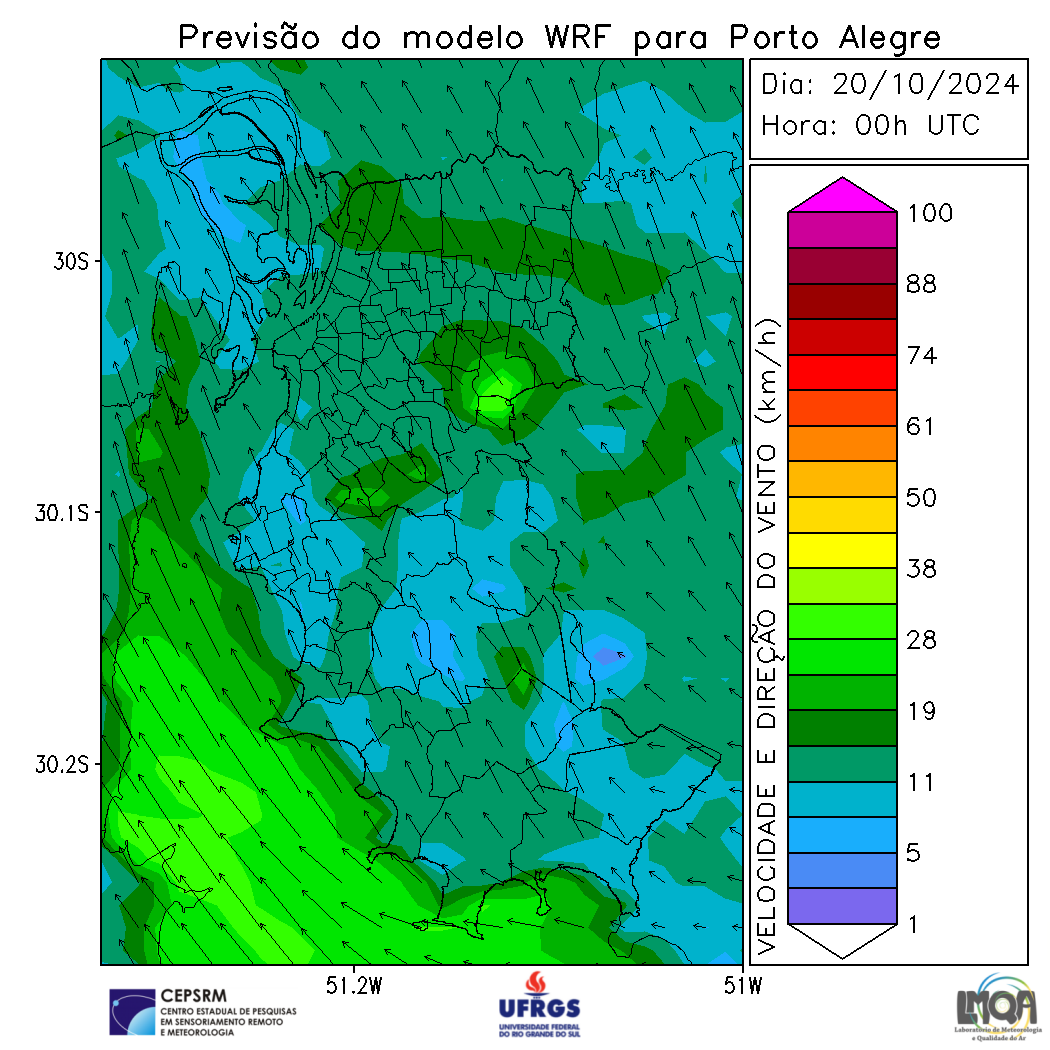 Previsão do modelo WRF para Porto Alegre
Dia: 20/10/2024
Hora: 00h UTC
30S
30.1S
30.2S
51.2W
51W
VELOCIDADE E DIREÇÃO DO VENTO (km/h)
100
88
74
61
50
38
28
19
11
5
1
CEPSRM
CENTRO ESTADUAL DE PESQUISAS
EM SENSORIAMENTO REMOTO
E METEOROLOGIA
UFRGS
UNIVERSIDADE FEDERAL
DO RIO GRANDE DO SUL
LMQA
Laboratório de Meteorologia
e Qualidade do Ar